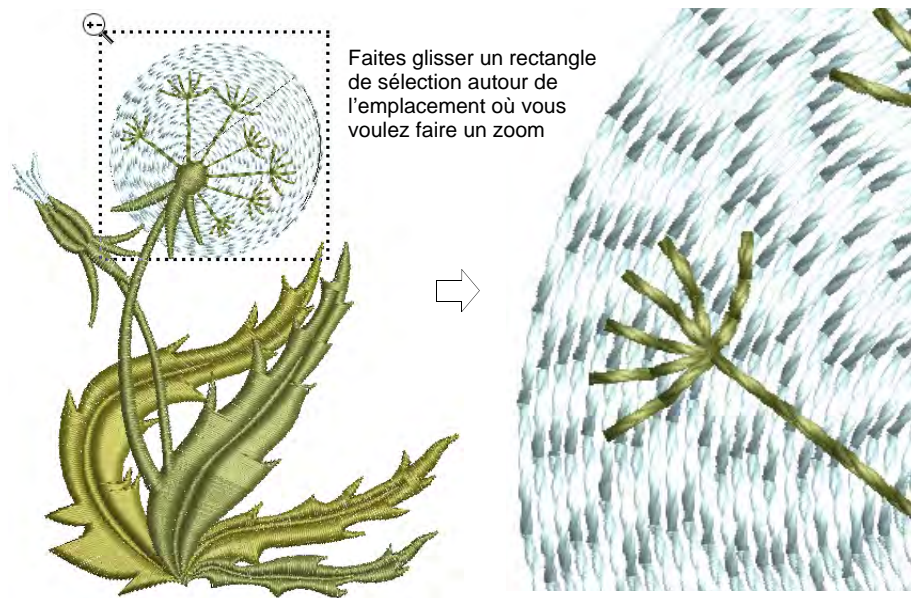 Faites glisser un rectangle
de sélection autour de
l’emplacement où vous
voulez faire un zoom